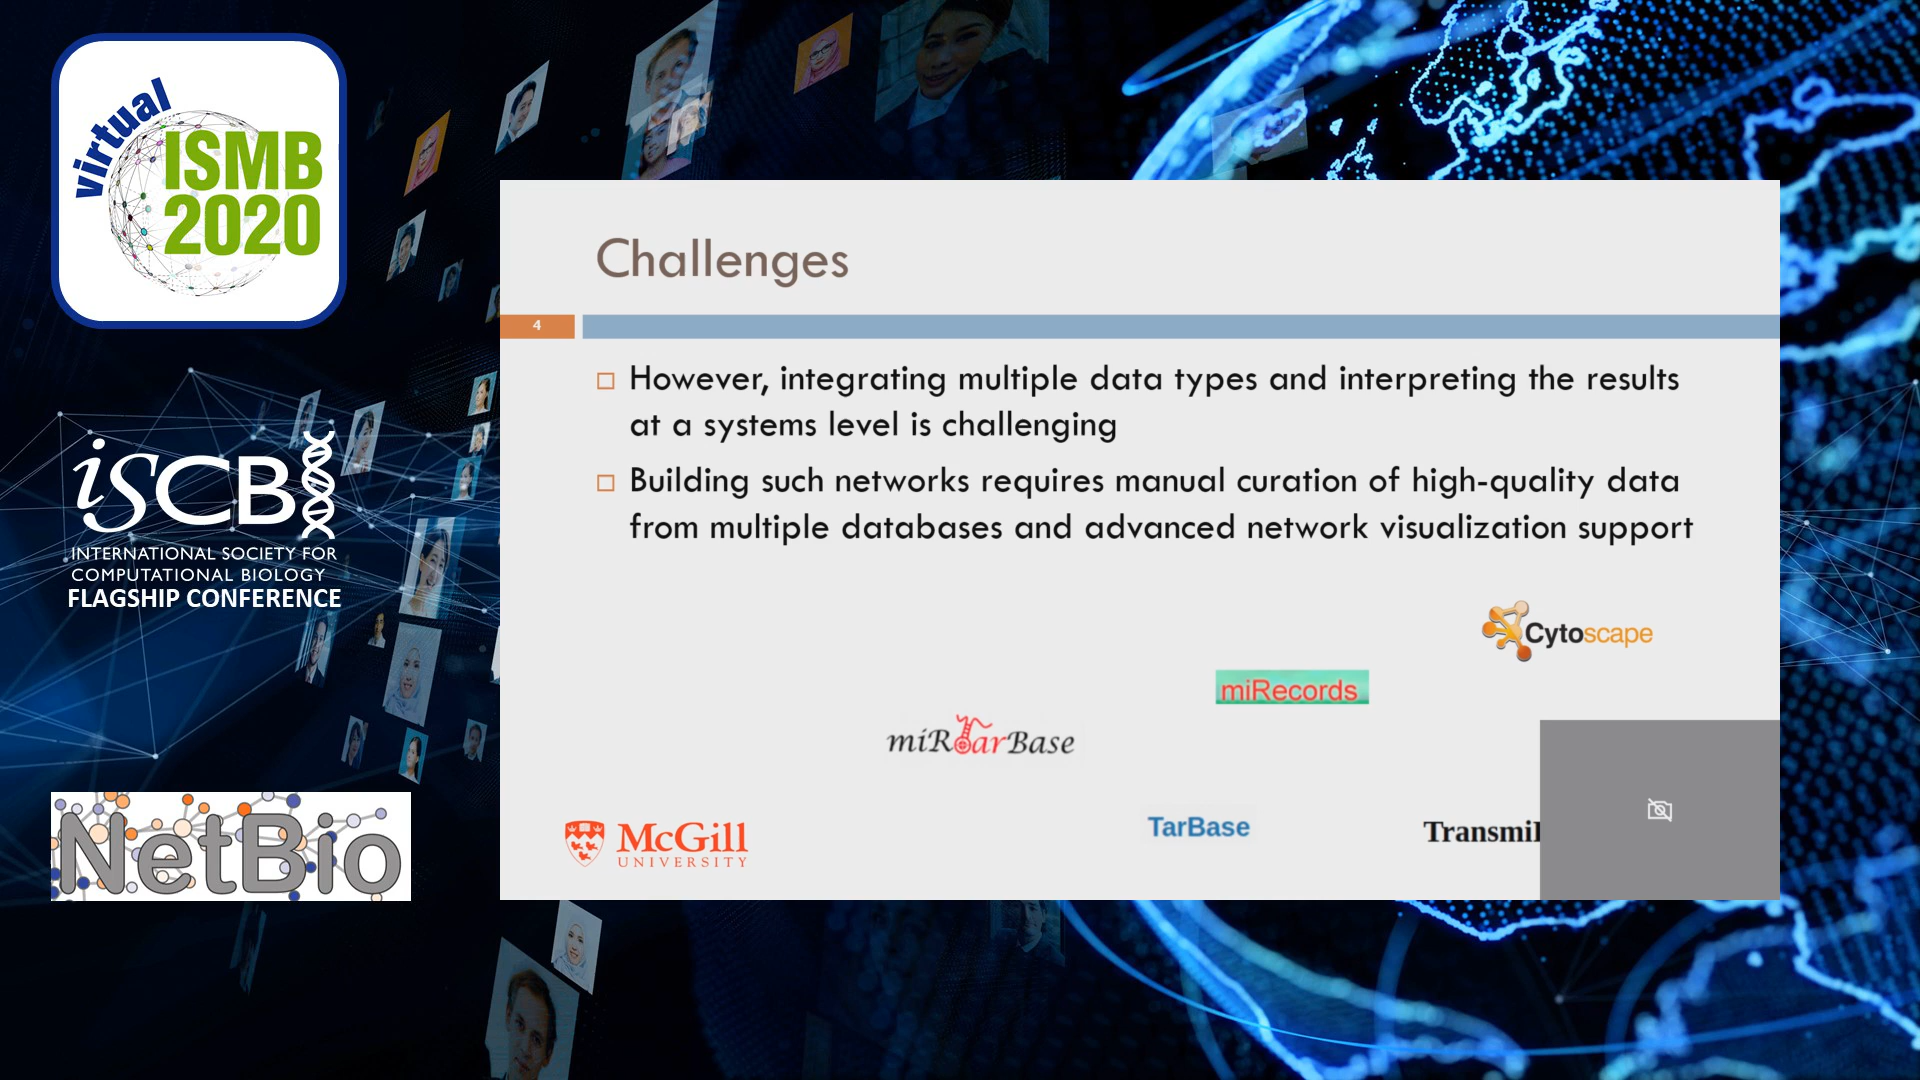 virtual
ISMB
2020
iSCB
INTERNATIONAL SOCIETY FOR
COMPUTATIONAL BIOLOGY
FLAGSHIP CONFERENCE
NetBio
Challenges
4
However, integrating multiple data types and interpreting the results
at a systems level is challenging
Building such networks requires manual curation of high-quality data
from multiple databases and advanced network visualization support
Cytoscape
miRecords
miRTarBase
TarBase
McGill
UNIVERSITY